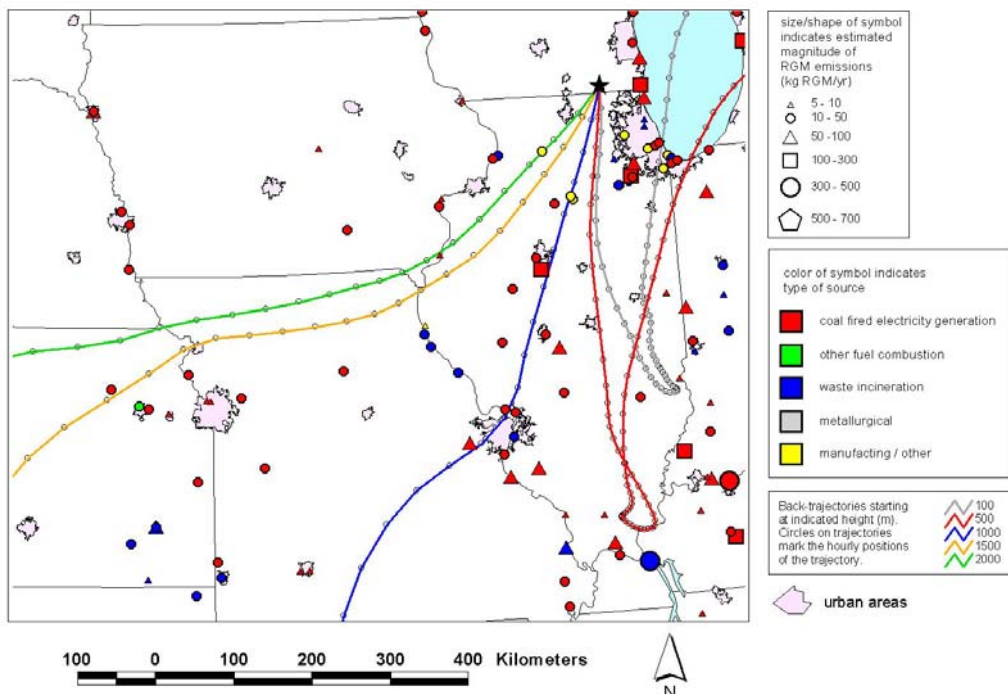 size/shape of symbol
indicates estimated
magnitude of
RGM emissions
(kg RGM/yr)
5 - 10
10 - 50
50 -100
100 -300
300 - 500
500 - 700
color of symbol indicates
type of source
coal fired electricity generation
other fuel combustion
waste incineration
metallurgical
manufacting / other
Back-trajectories starting
at indicated height (m).
Circles on trajectories
mark the hourly positions
of the trajectory.
100
500
1000
1500
2000
urban areas
100 0 100 200 300 400 Kilometers
N